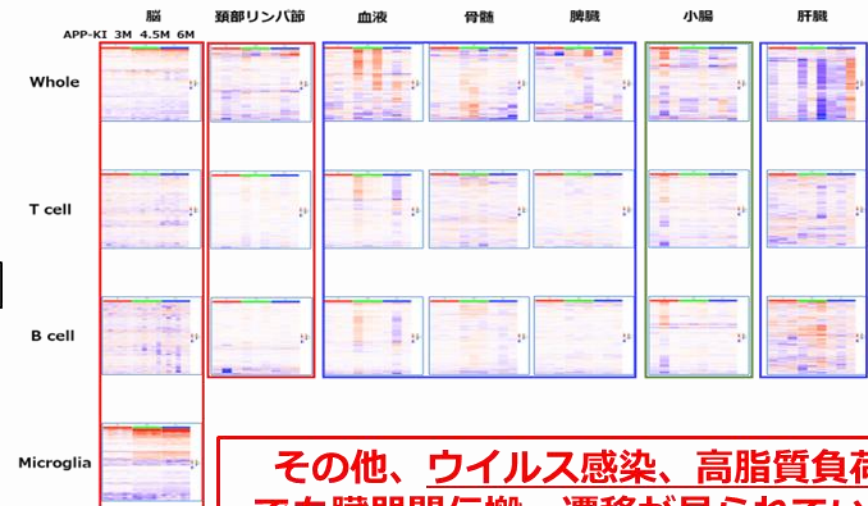 脳 頚部リンパ節 血液 骨髄 脾臓 小腸 肝臓
APP-KI 3M 4.5M 6M
Whole
T cell
B cell
Microglia
その他、ウイルス感染、高脂質負荷